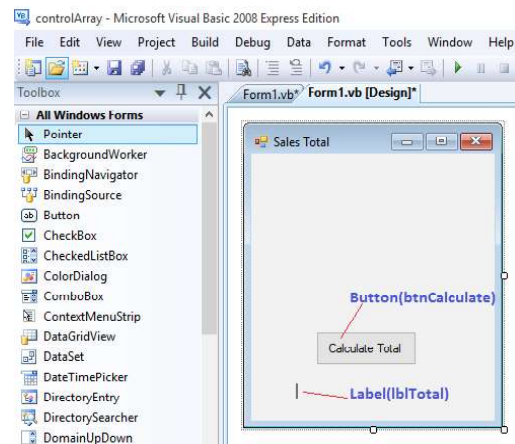 controlArray - Microsoft Visual Basic 2008 Express Edition
File Edit View Project Build Debug Data Format Tools Window Help
Toolbox
Form1.vb* Form1.vb [Design]*
All Windows Forms
Pointer
BackgroundWorker
BindingNavigator
BindingSource
Button
CheckBox
CheckedListBox
ColorDialog
ComboBox
ContextMenuStrip
DataGridView
DataSet
DateTimePicker
DirectoryEntry
DirectorySearcher
DomainUpDown
Sales Total
Button(btnCalculate)
Calculate Total
Label(lblTotal)